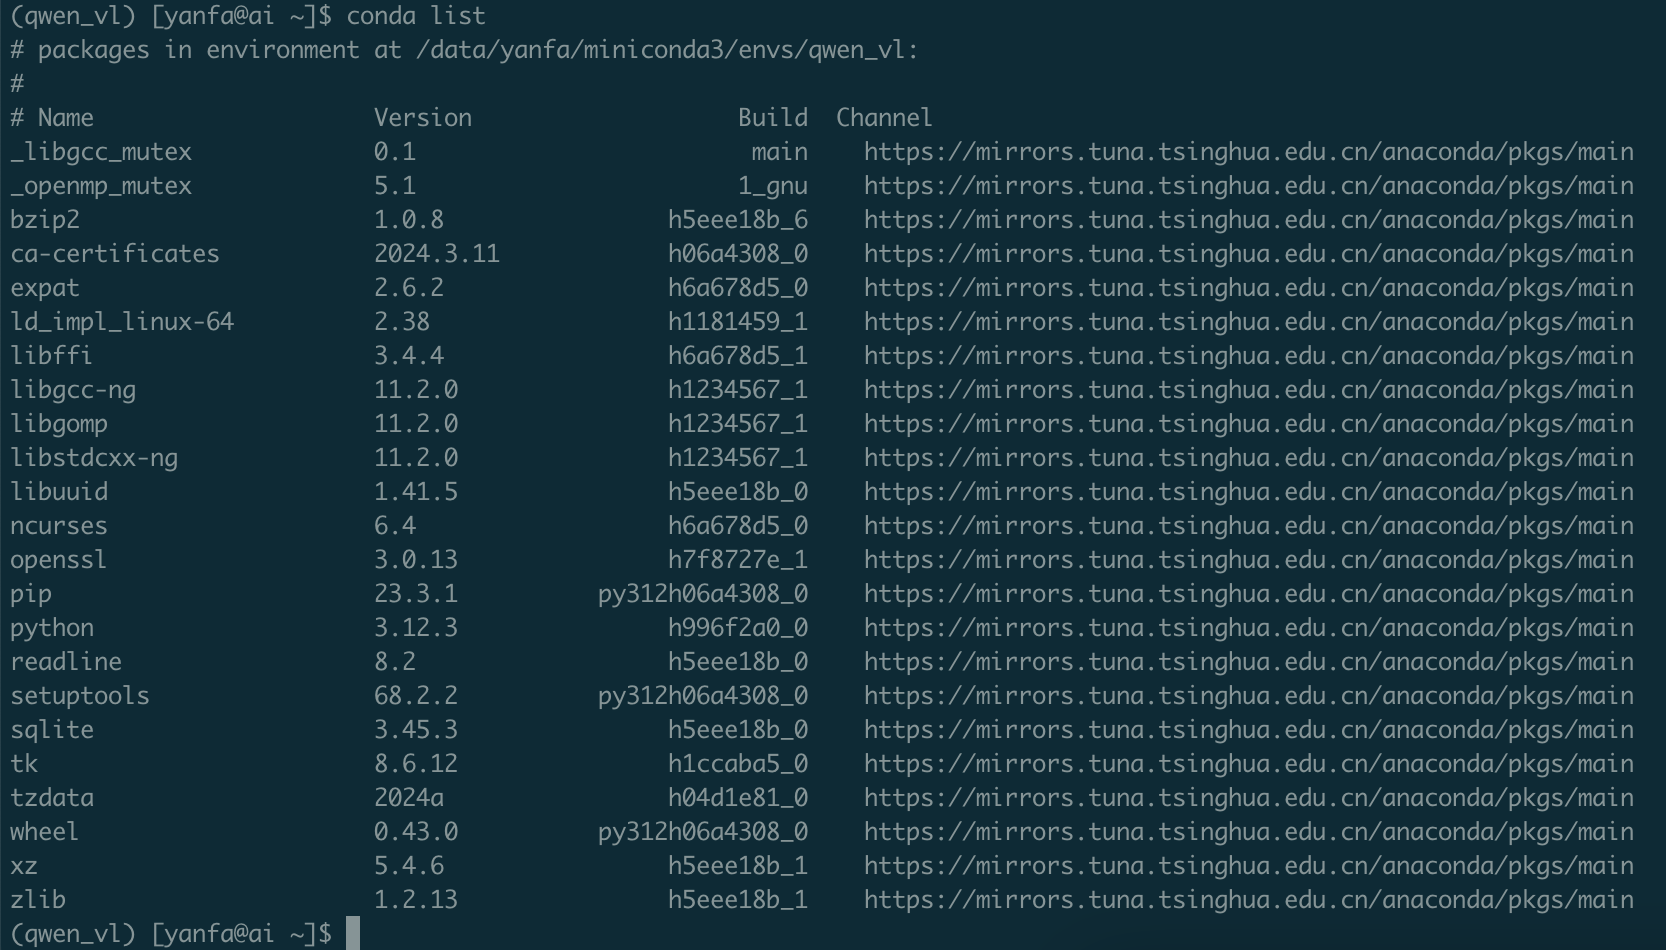 (qwen_vl) [yanfa@ai ~]$ conda list
# packages in environment at /data/yanfa/miniconda3/envs/qwen_vl:
#
# Name                    Version                   Build  Channel
_libgcc_mutex             0.1                        main    https://mirrors.tuna.tsinghua.edu.cn/anaconda/pkgs/main
_openmp_mutex             5.1                       1_gnu    https://mirrors.tuna.tsinghua.edu.cn/anaconda/pkgs/main
bzip2                     1.0.8                h5eee18b_6    https://mirrors.tuna.tsinghua.edu.cn/anaconda/pkgs/main
ca-certificates           2024.3.11            h06a4308_0    https://mirrors.tuna.tsinghua.edu.cn/anaconda/pkgs/main
expat                     2.6.2                h6a678d5_0    https://mirrors.tuna.tsinghua.edu.cn/anaconda/pkgs/main
ld_impl_linux-64          2.38                 h1181459_1    https://mirrors.tuna.tsinghua.edu.cn/anaconda/pkgs/main
libffi                    3.4.4                h6a678d5_1    https://mirrors.tuna.tsinghua.edu.cn/anaconda/pkgs/main
libgcc-ng                 11.2.0               h1234567_1    https://mirrors.tuna.tsinghua.edu.cn/anaconda/pkgs/main
libgomp                   11.2.0               h1234567_1    https://mirrors.tuna.tsinghua.edu.cn/anaconda/pkgs/main
libstdcxx-ng              11.2.0               h1234567_1    https://mirrors.tuna.tsinghua.edu.cn/anaconda/pkgs/main
libuuid                   1.41.5               h5eee18b_0    https://mirrors.tuna.tsinghua.edu.cn/anaconda/pkgs/main
ncurses                   6.4                  h6a678d5_0    https://mirrors.tuna.tsinghua.edu.cn/anaconda/pkgs/main
openssl                   3.0.13               h7f8727e_1    https://mirrors.tuna.tsinghua.edu.cn/anaconda/pkgs/main
pip                       23.3.1          py312h06a4308_0    https://mirrors.tuna.tsinghua.edu.cn/anaconda/pkgs/main
python                    3.12.3               h996f2a0_0    https://mirrors.tuna.tsinghua.edu.cn/anaconda/pkgs/main
readline                  8.2                  h5eee18b_0    https://mirrors.tuna.tsinghua.edu.cn/anaconda/pkgs/main
setuptools                68.2.2          py312h06a4308_0    https://mirrors.tuna.tsinghua.edu.cn/anaconda/pkgs/main
sqlite                    3.45.3               h5eee18b_0    https://mirrors.tuna.tsinghua.edu.cn/anaconda/pkgs/main
tk                        8.6.12               h1ccaba5_0    https://mirrors.tuna.tsinghua.edu.cn/anaconda/pkgs/main
tzdata                    2024a                h04d1e81_0    https://mirrors.tuna.tsinghua.edu.cn/anaconda/pkgs/main
wheel                     0.43.0          py312h06a4308_0    https://mirrors.tuna.tsinghua.edu.cn/anaconda/pkgs/main
xz                        5.4.6                h5eee18b_1    https://mirrors.tuna.tsinghua.edu.cn/anaconda/pkgs/main
zlib                      1.2.13               h5eee18b_1    https://mirrors.tuna.tsinghua.edu.cn/anaconda/pkgs/main
(qwen_vl) [yanfa@ai ~]$